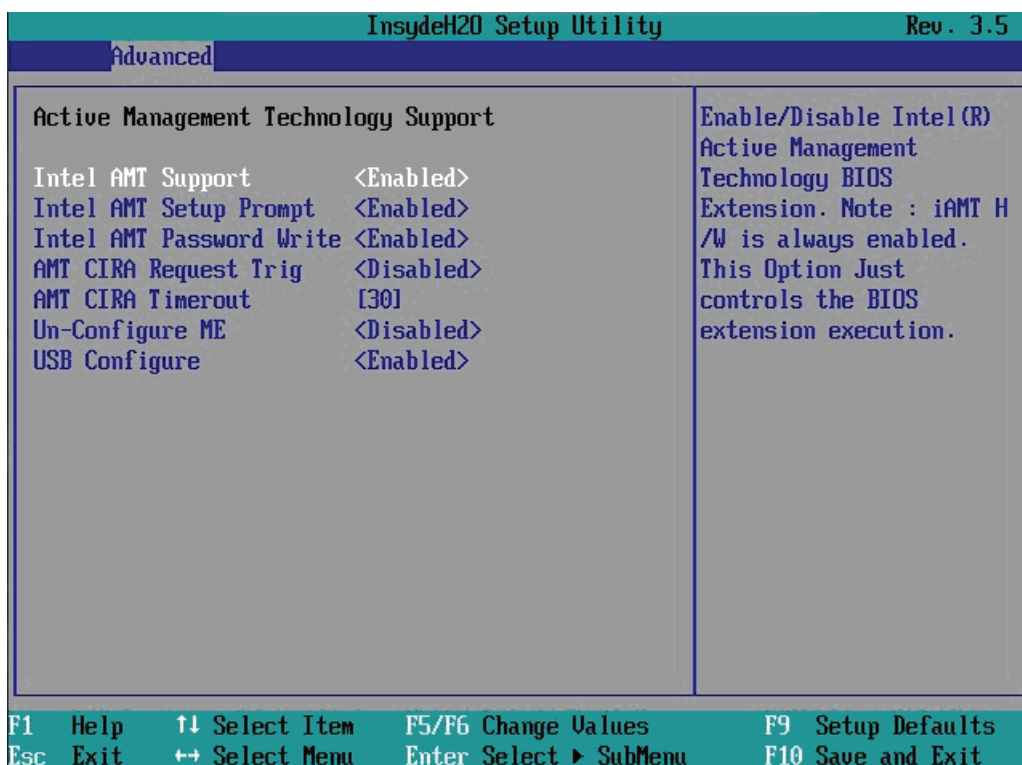 InsydeH20 Setup Utility Rev. 3.5
Advanced
Active Management Technology Support
Intel AMT Support <Enabled>
Intel AMT Setup Prompt <Enabled>
Intel AMT Password Write <Enabled>
AMT CIRA Request Trig <Disabled>
AMT CIRA Timerout [30]
Un-Configure ME <Disabled>
USB Configure <Enabled>
Enable/Disable Intel(R)
Active Management
Technology BIOS
Extension. Note : iAMT H
/W is always enabled.
This Option Just
controls the BIOS
extension execution.
F1 Help ↑↓ Select Item F5/F6 Change Values F9 Setup Defaults
Esc Exit ↔ Select Menu Enter Select ▶ SubMenu F10 Save and Exit